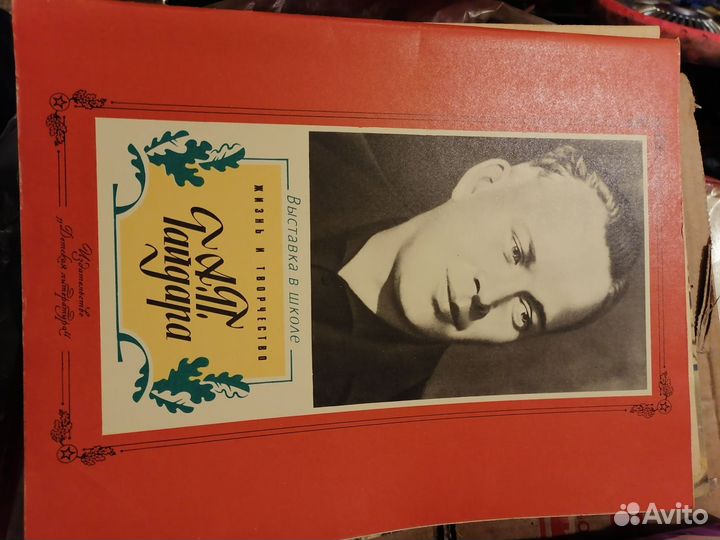 Выставка в школе
ЖИЗНЬ И ТВОРЧЕСТВО
А.П.
Гайдара
Издательство
„Детская литература"
Avito